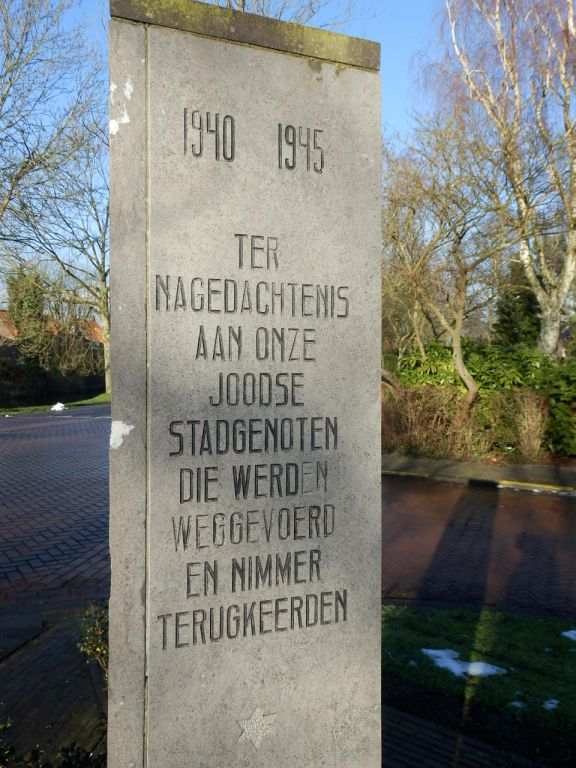 1940 1945
TER
NAGEDACHTENIS
AAN ONZE
JOODSE
STADGENOTEN
DIE WERDEN
WEGGEVOERD
EN NIMMER
TERUGKEERDEN